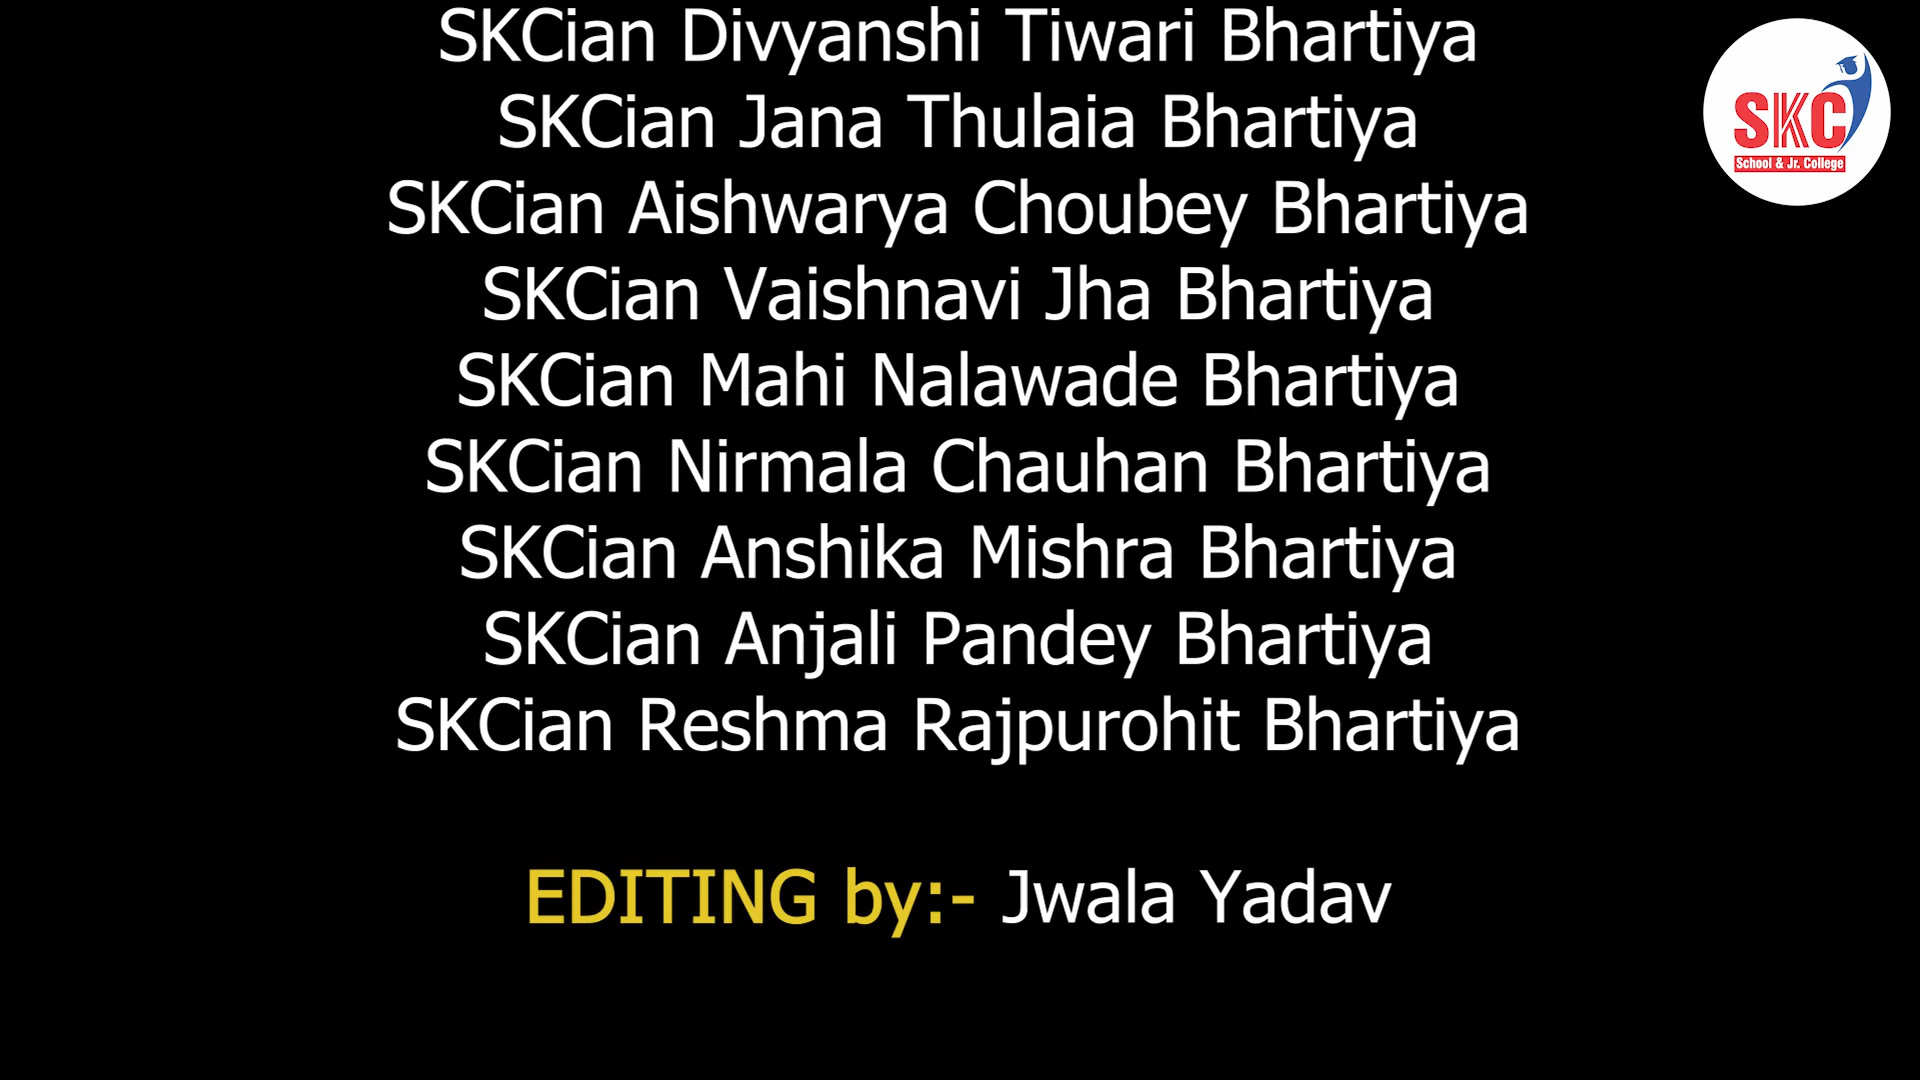 SKCian Divyanshi Tiwari Bhartiya
SKCian Jana Thulaia Bhartiya
SKCian Aishwarya Choubey Bhartiya
SKCian Vaishnavi Jha Bhartiya
SKCian Mahi Nalawade Bhartiya
SKCian Nirmala Chauhan Bhartiya
SKCian Anshika Mishra Bhartiya
SKCian Anjali Pandey Bhartiya
SKCian Reshma Rajpurohit Bhartiya
EDITING by:- Jwala Yadav
SKC
School & Jr. College